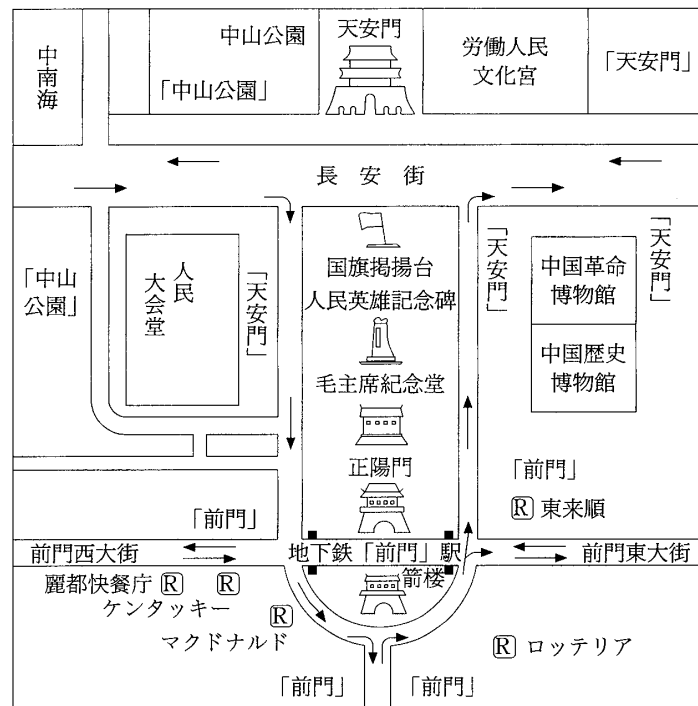 中南海
中山公園
「中山公園」
天安門
労働人民
文化宮
「天安門」
長安街
「中山
公園」
人民
大会堂
「天安門」
国旗掲揚台
人民英雄記念碑
毛主席紀念堂
正陽門
「天安門」
中国革命
博物館
中国歴史
博物館
「天安門」
「前門」
「前門」
R 東来順
前門西大街
地下鉄「前門」駅
前門東大街
箭楼
麗都快餐庁 R
R
ケンタッキー
R
マクドナルド
R ロッテリア
「前門」
「前門」